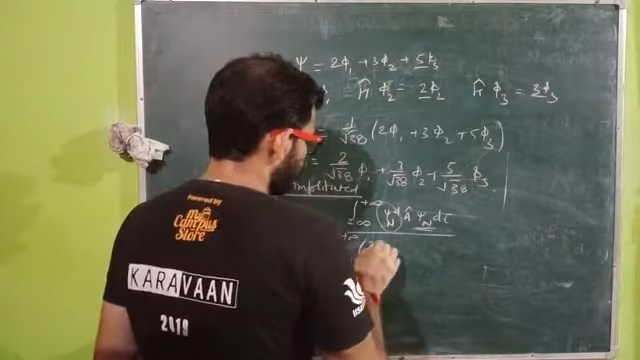 ψ = 2ϕ₁ + 3ϕ₂ + 5ϕ₃
Ĥ ϕ₂ = 2ϕ₂ Ĥ ϕ₃ = 3ϕ₃
= 1/√38 (2ϕ₁ + 3ϕ₂ + 5ϕ₃)
= 2/√38 ϕ₁ + 3/√38 ϕ₂ + 5/√38 ϕ₃
∫ +∞ -∞ (ψN)* Â ψN dτ
+∞
Powered by
My Campus Store
KARAVAAN
2019